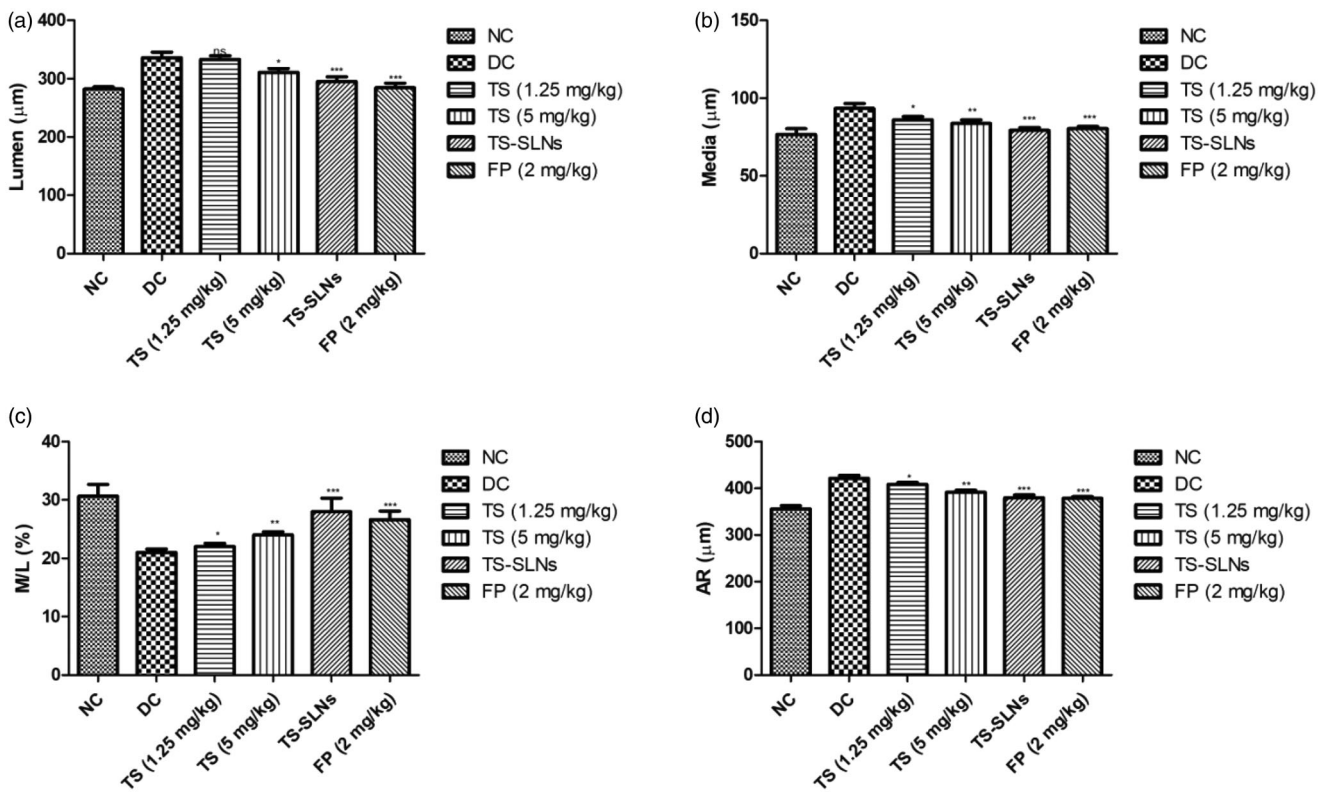 (a)
Lumen (μm)
400
300
200
100
0
ns
*
***
***
NC
DC
TS (1.25 mg/kg)
TS (5 mg/kg)
TS-SLNs
FP (2 mg/kg)
NC
DC
TS (1.25 mg/kg)
TS (5 mg/kg)
TS-SLNs
FP (2 mg/kg)
(b)
Media (μm)
150
100
50
0
*
**
***
***
NC
DC
TS (1.25 mg/kg)
TS (5 mg/kg)
TS-SLNs
FP (2 mg/kg)
NC
DC
TS (1.25 mg/kg)
TS (5 mg/kg)
TS-SLNs
FP (2 mg/kg)
(c)
M/L (%)
40
30
20
10
0
*
**
***
***
NC
DC
TS (1.25 mg/kg)
TS (5 mg/kg)
TS-SLNs
FP (2 mg/kg)
NC
DC
TS (1.25 mg/kg)
TS (5 mg/kg)
TS-SLNs
FP (2 mg/kg)
(d)
AR (μm)
500
400
300
200
100
0
*
**
***
***
NC
DC
TS (1.25 mg/kg)
TS (5 mg/kg)
TS-SLNs
FP (2 mg/kg)
NC
DC
TS (1.25 mg/kg)
TS (5 mg/kg)
TS-SLNs
FP (2 mg/kg)